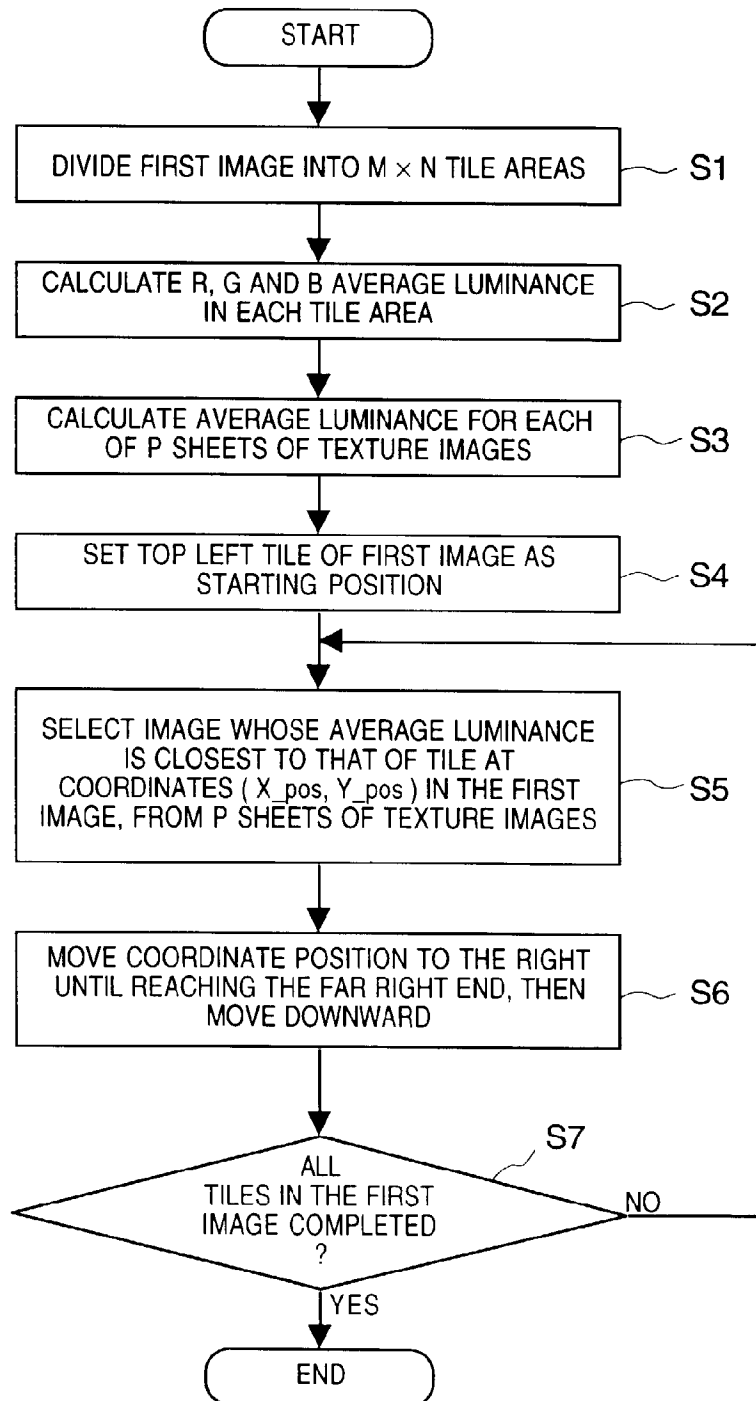 START
DIVIDE FIRST IMAGE INTO M × N TILE AREAS
S1
CALCULATE R, G AND B AVERAGE LUMINANCE
IN EACH TILE AREA
S2
CALCULATE AVERAGE LUMINANCE FOR EACH
OF P SHEETS OF TEXTURE IMAGES
S3
SET TOP LEFT TILE OF FIRST IMAGE AS
STARTING POSITION
S4
SELECT IMAGE WHOSE AVERAGE LUMINANCE
IS CLOSEST TO THAT OF TILE AT
COORDINATES ( X_pos, Y_pos ) IN THE FIRST
IMAGE, FROM P SHEETS OF TEXTURE IMAGES
S5
MOVE COORDINATE POSITION TO THE RIGHT
UNTIL REACHING THE FAR RIGHT END, THEN
MOVE DOWNWARD
S6
S7
ALL
TILES IN THE FIRST
IMAGE COMPLETED
?
NO
YES
END